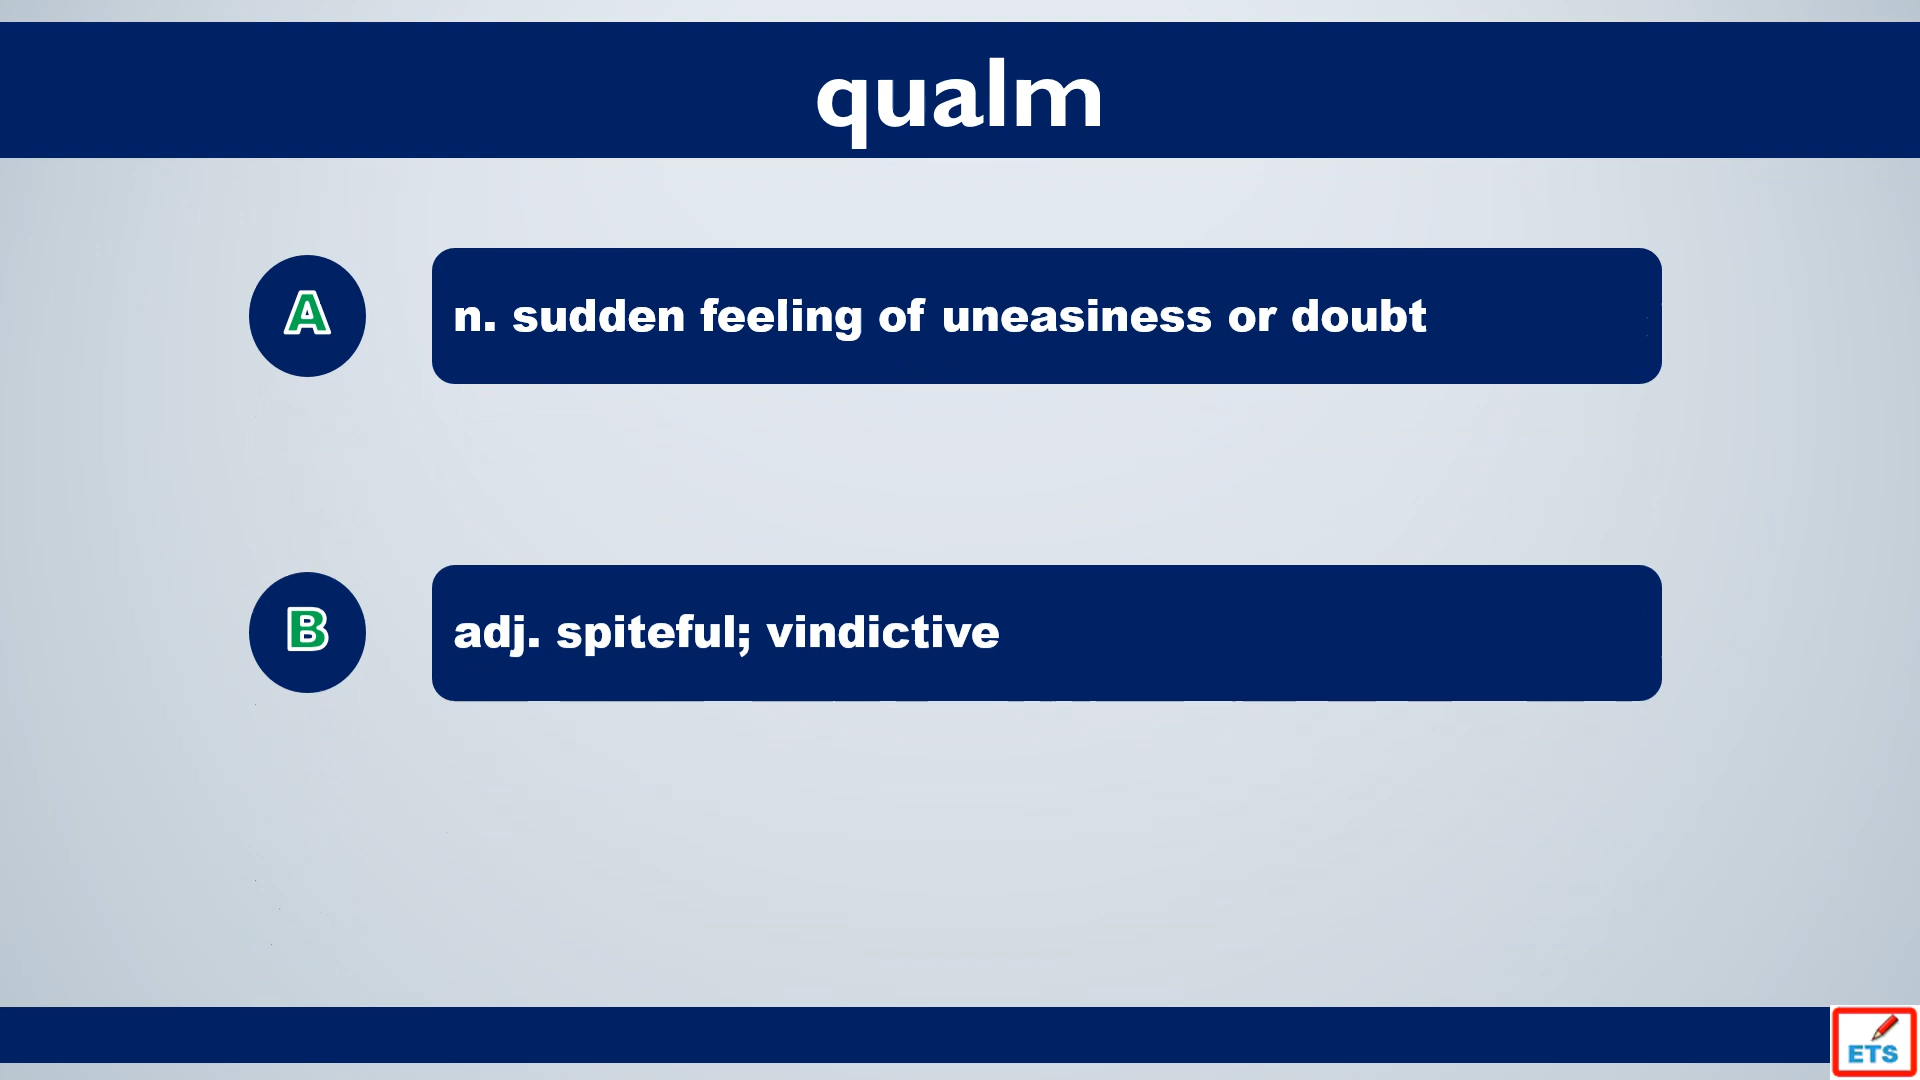 qualm
A
n. sudden feeling of uneasiness or doubt
B
adj. spiteful; vindictive
ETS